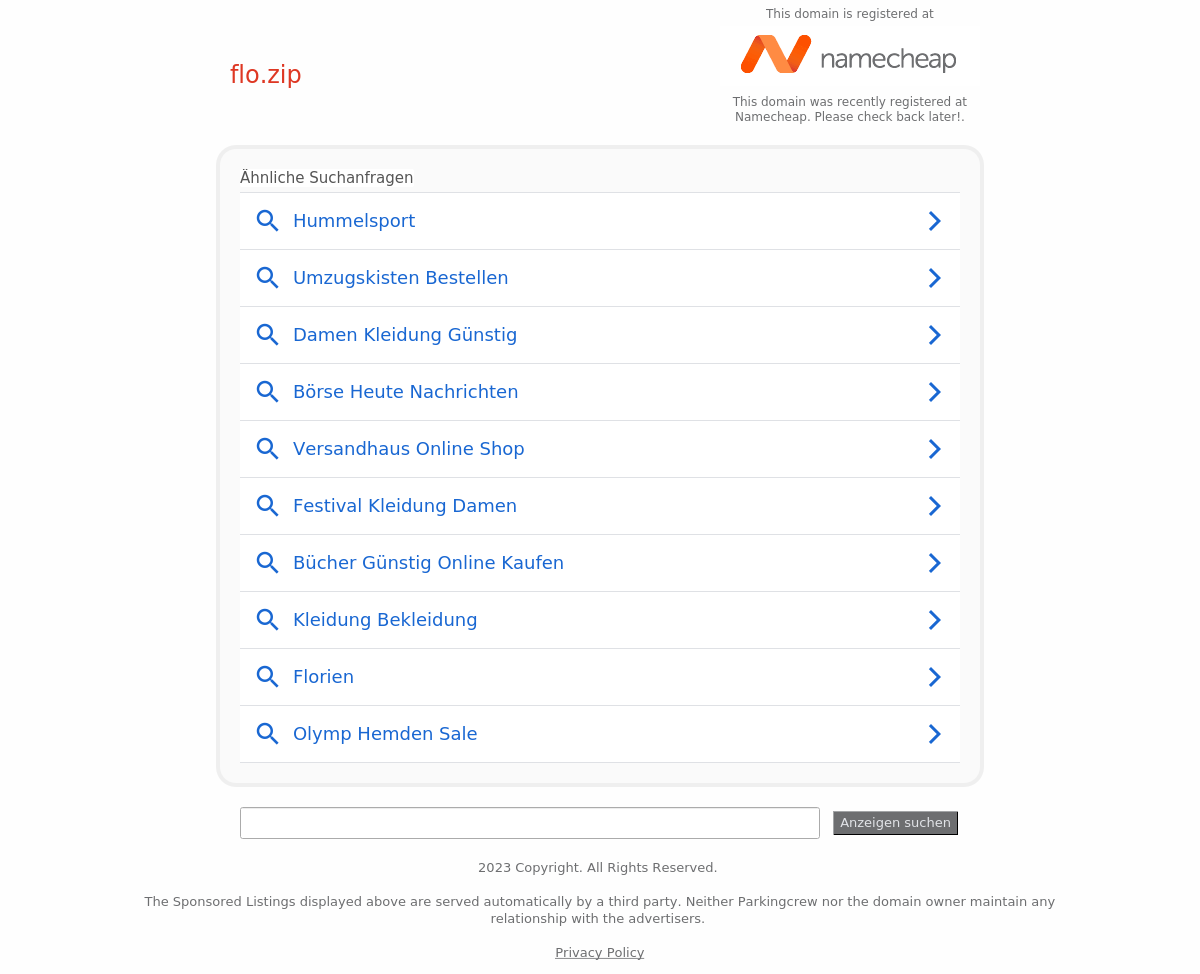 This domain is registered at
namecheap
flo.zip
This domain was recently registered at
Namecheap. Please check back later!.
Ähnliche Suchanfragen
Hummelsport
Umzugskisten Bestellen
Damen Kleidung Günstig
Börse Heute Nachrichten
Versandhaus Online Shop
Festival Kleidung Damen
Bücher Günstig Online Kaufen
Kleidung Bekleidung
Florien
Olymp Hemden Sale
Anzeigen suchen
2023 Copyright. All Rights Reserved.
The Sponsored Listings displayed above are served automatically by a third party. Neither Parkingcrew nor the domain owner maintain any
relationship with the advertisers.
Privacy Policy